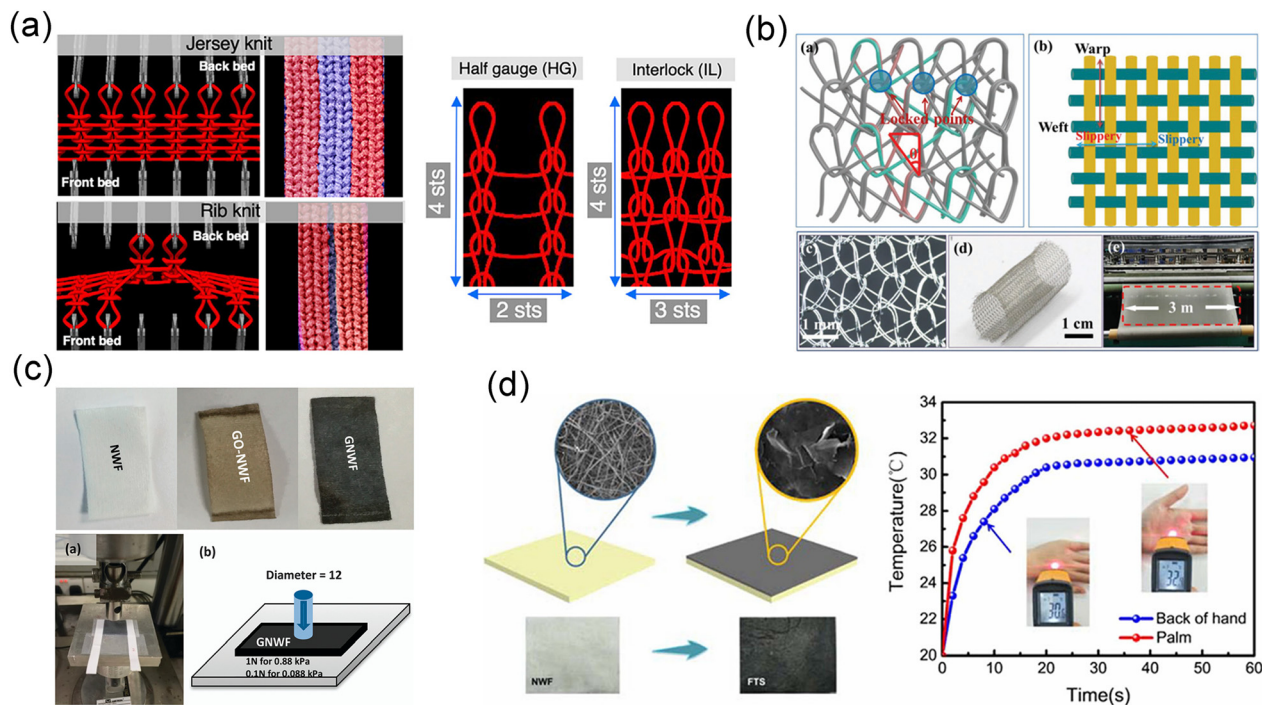 (a)
Jersey knit
Back bed
Front bed
Rib knit
Back bed
Front bed
Half gauge (HG)
4 sts
2 sts
Interlock (IL)
4 sts
3 sts
(b)
(a)
Locked points
θ
(b)
Warp
Weft
Slippery
Slippery
(c)
1 mm
(d)
1 cm
(e)
3 m
(c)
NWF
GO-NWF
GNWF
(a)
(b)
Diameter = 12
GNWF
1N for 0.88 kPa
0.1N for 0.088 kPa
(d)
NWF
FTS
34
32
30
28
26
24
22
20
Temperature(℃)
0
10
20
30
40
50
60
Time(s)
30.6
32
Back of hand
Palm